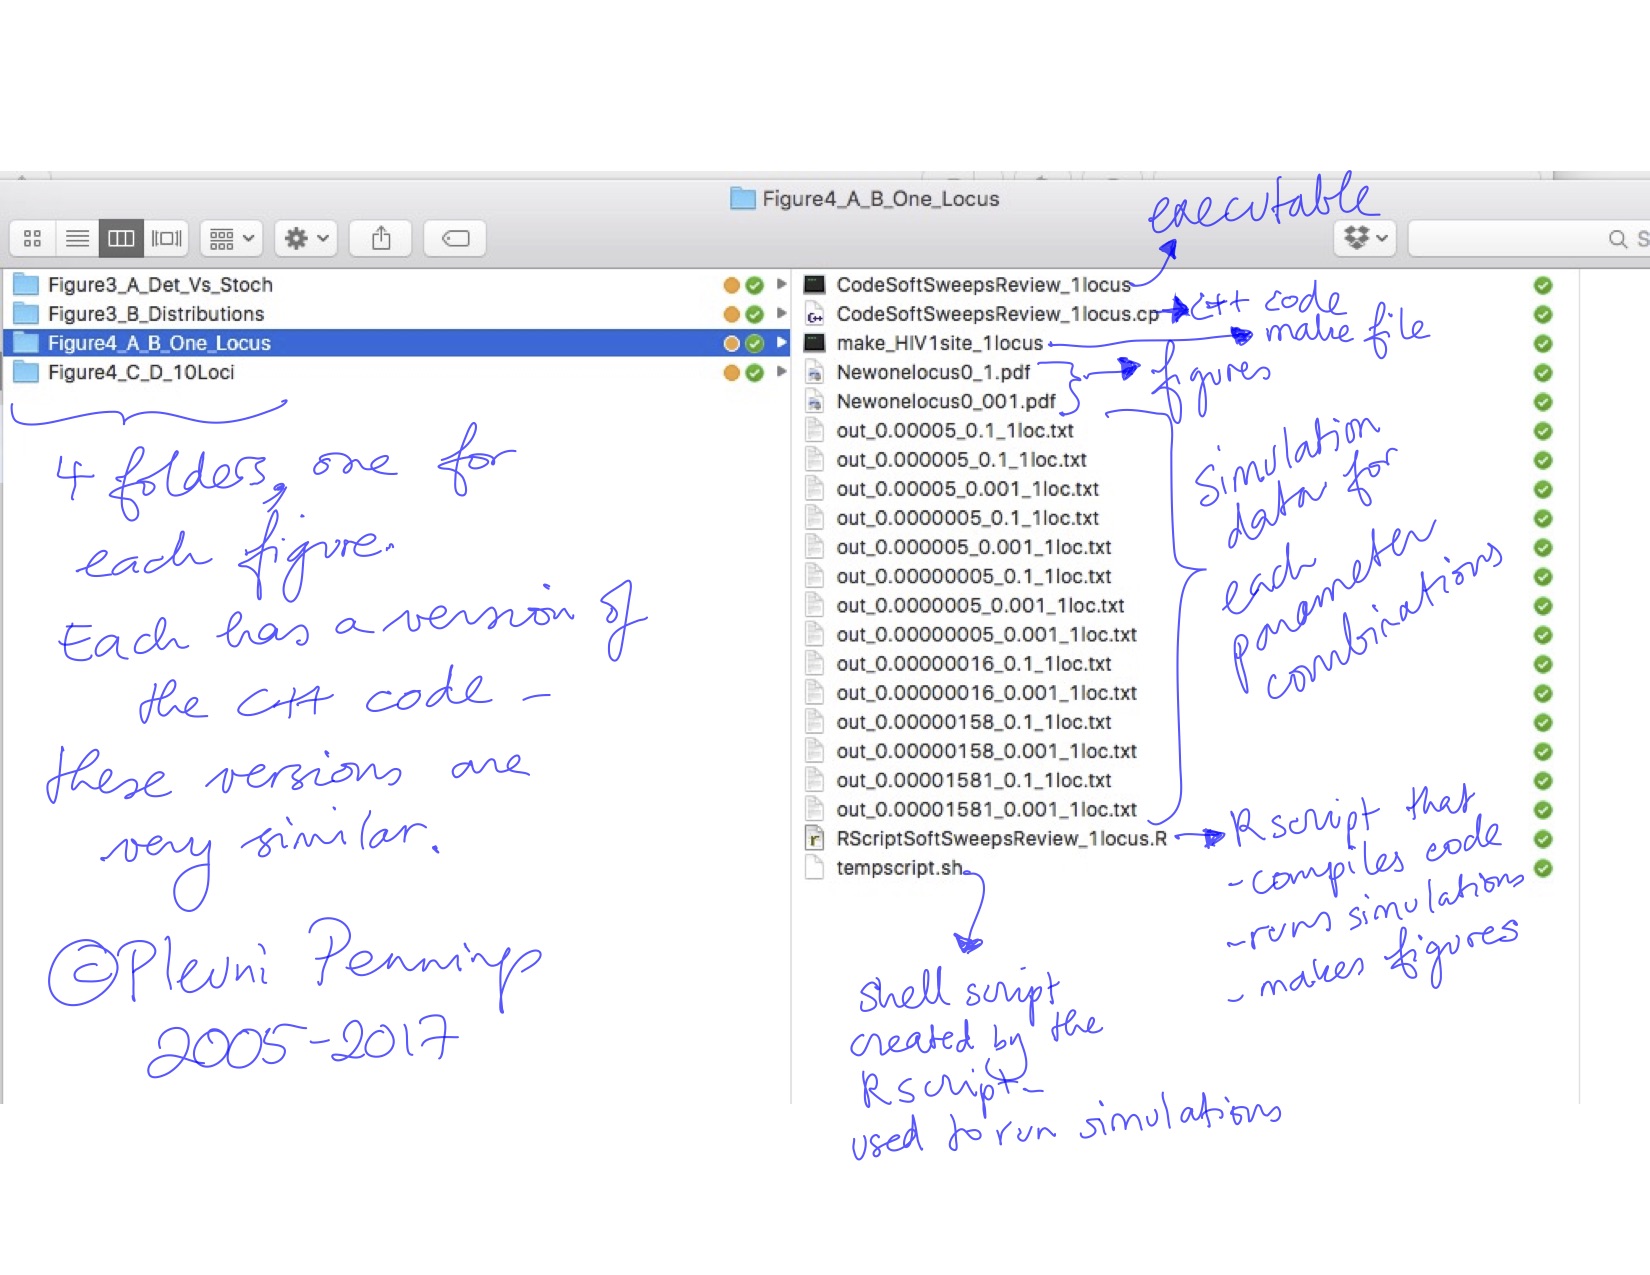 Figure4_A_B_One_Locus
executable
S
Figure3_A_Det_Vs_Stoch
Figure3_B_Distributions
Figure4_A_B_One_Locus
Figure4_C_D_10Loci
4 folders, one for
each figure.
Each has a version of
the C++ code –
these versions are
very similar.
©Pleuni Pennings
2005-2017
CodeSoftSweepsReview_1locus
CodeSoftSweepsReview_1locus.cp
C++ code
make_HIV1site_1locus
make file
Newonelocus0_1.pdf
Newonelocus0_001.pdf
figures
out_0.00005_0.1_1loc.txt
out_0.000005_0.1_1loc.txt
out_0.00005_0.001_1loc.txt
out_0.0000005_0.1_1loc.txt
out_0.000005_0.001_1loc.txt
out_0.00000005_0.1_1loc.txt
out_0.0000005_0.001_1loc.txt
out_0.00000005_0.001_1loc.txt
out_0.00000016_0.1_1loc.txt
out_0.00000016_0.001_1loc.txt
out_0.00000158_0.1_1loc.txt
out_0.00000158_0.001_1loc.txt
out_0.00001581_0.1_1loc.txt
out_0.00001581_0.001_1loc.txt
simulation
data for
each
parameter
combinations
RScriptSoftSweepsReview_1locus.R
tempscript.sh
Rscript that
- compiles code
- runs simulations
- makes figures
shell script
created by the
Rscript –
used to run simulations